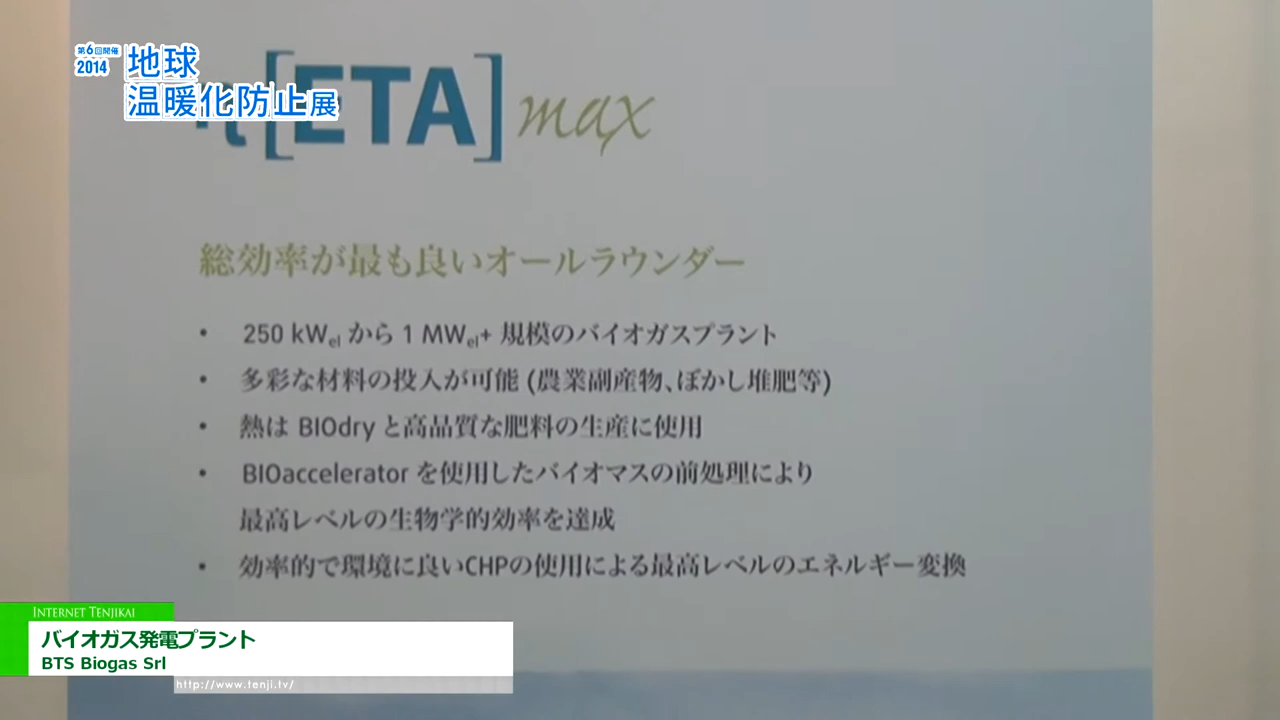 第6回開催
2014
地球
温暖化防止展
[ETA]max
総効率が最も良いオールラウンダー
• 250 kWel から 1 MWel+ 規模のバイオガスプラント
• 多彩な材料の投入が可能 (農業副産物、ぼかし堆肥等)
• 熱は BIOdry と高品質な肥料の生産に使用
• BIOaccelerator を使用したバイオマスの前処理により
最高レベルの生物学的効率を達成
• 効率的で環境に良いCHPの使用による最高レベルのエネルギー変換
INTERNET TENJIKAI
バイオガス発電プラント
BTS Biogas Srl
http://www.tenji.tv/